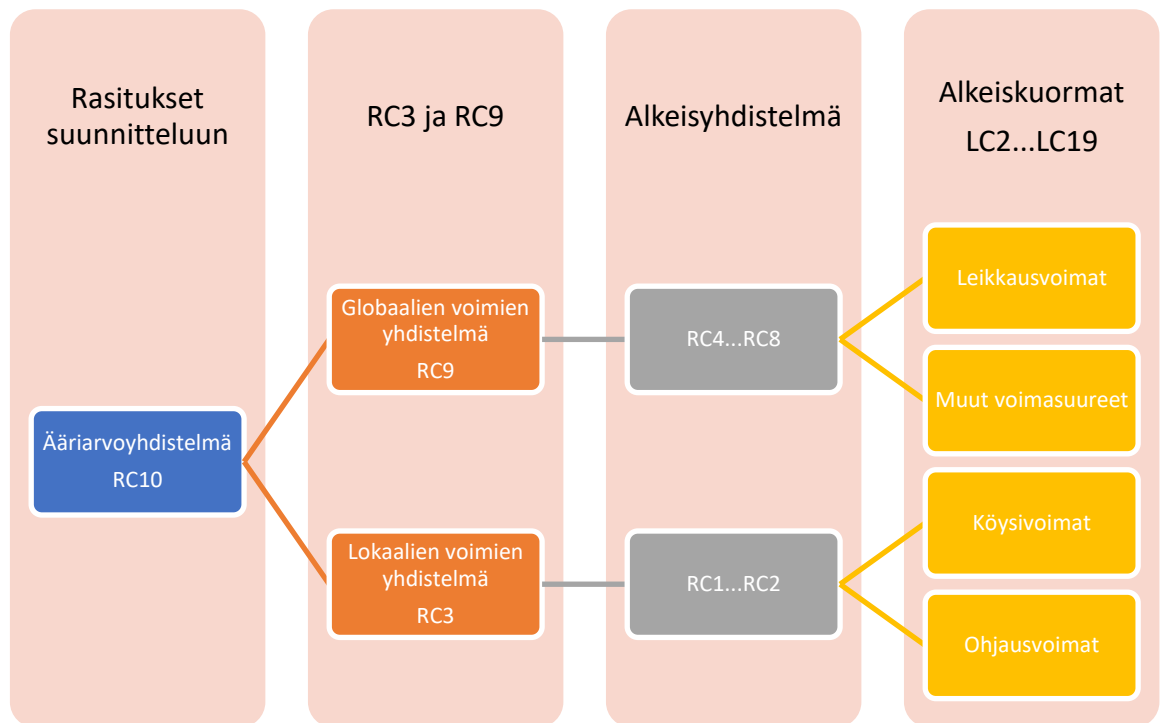 Rasitukset
suunnitteluun
RC3 ja RC9
Alkeisyhdistelmä
Alkeiskuormat
LC2...LC19
Ääriarvoyhdistelmä
RC10
Globaalien voimien
yhdistelmä
RC9
Lokaalien voimien
yhdistelmä
RC3
RC4...RC8
RC1...RC2
Leikkausvoimat
Muut voimasuureet
Köysivoimat
Ohjausvoimat